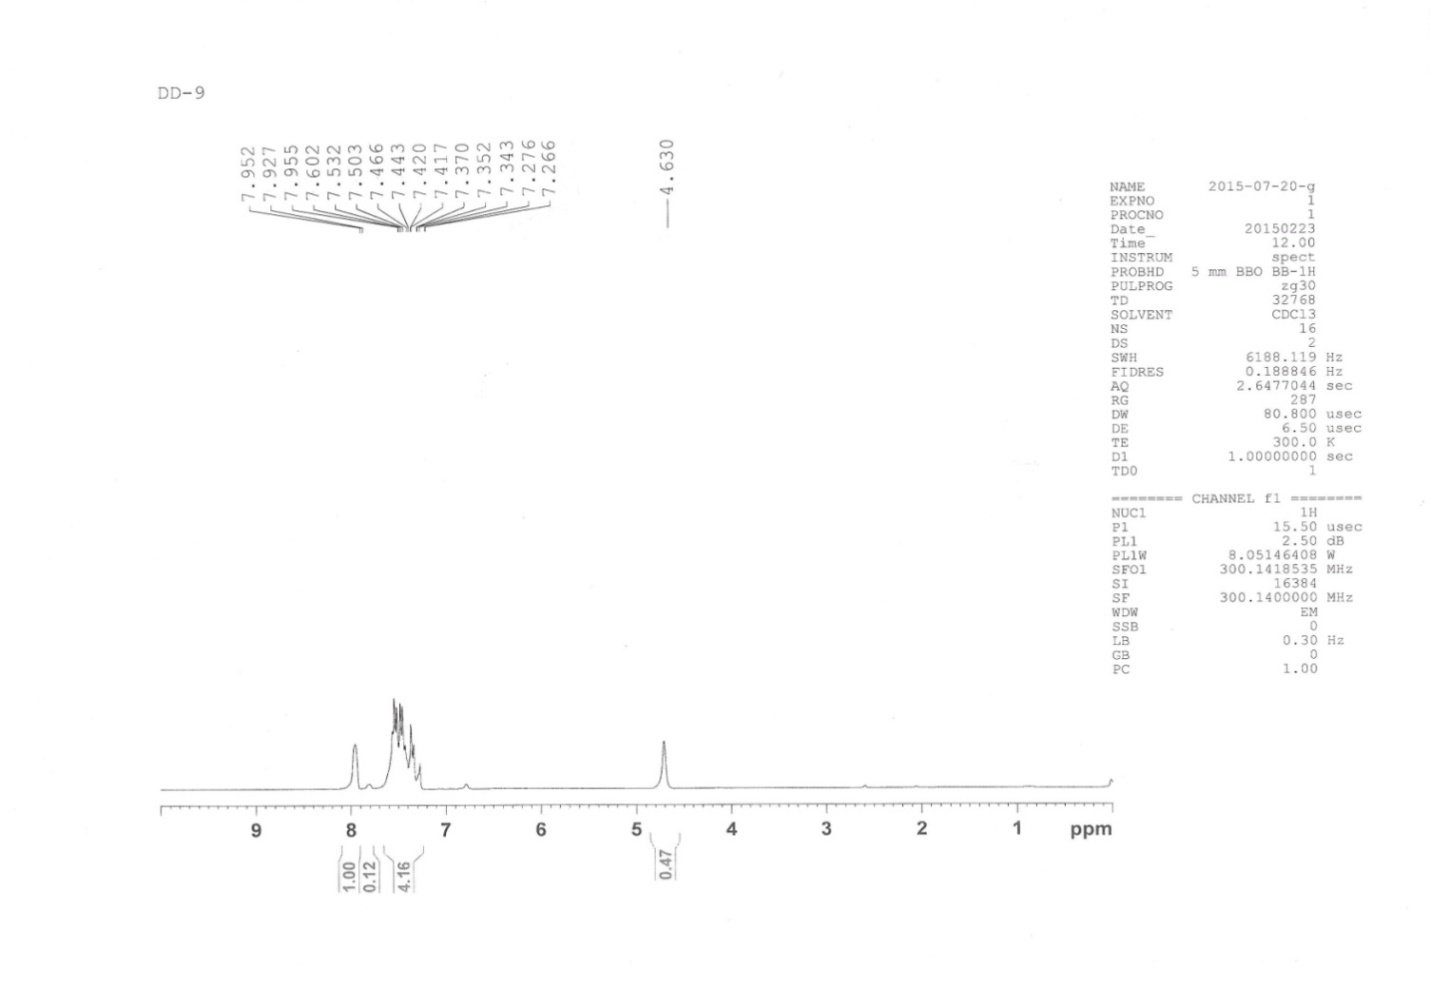 DD-9
7.952
7.927
7.955
7.602
7.532
7.503
7.466
7.443
7.420
7.417
7.370
7.352
7.343
7.276
7.266
4.630
NAME 2015-07-20-g
EXPNO 1
PROCNO 1
Date_ 20150223
Time 12.00
INSTRUM spect
PROBHD 5 mm BBO BB-1H
PULPROG zg30
TD 32768
SOLVENT CDCl3
NS 16
DS 2
SWH 6188.119 Hz
FIDRES 0.188846 Hz
AQ 2.6477044 sec
RG 287
DW 80.800 usec
DE 6.50 usec
TE 300.0 K
D1 1.00000000 sec
TD0 1
======== CHANNEL f1 ========
NUC1 1H
P1 15.50 usec
PL1 2.50 dB
PL1W 8.05146408 W
SFO1 300.1418535 MHz
SI 16384
SF 300.1400000 MHz
WDW EM
SSB 0
LB 0.30 Hz
GB 0
PC 1.00
9 8 7 6 5 4 3 2 1 ppm
1.00
0.12
4.16
0.47